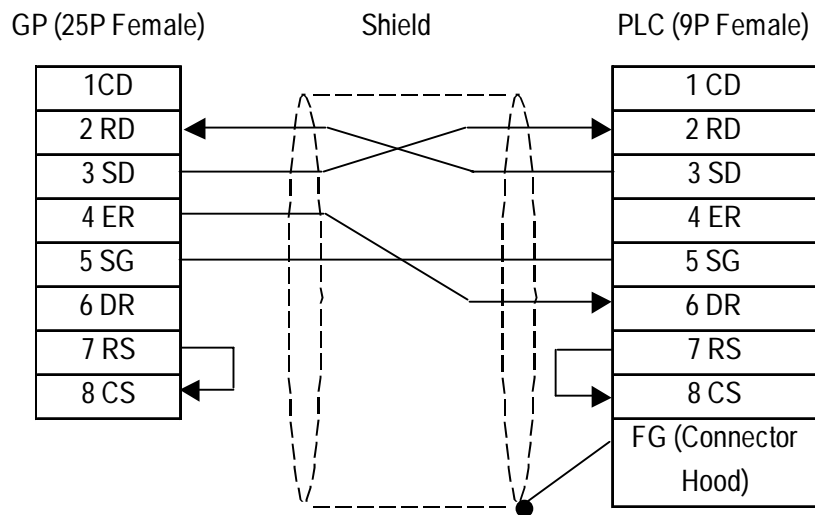 GP (25P Female) Shield PLC (9P Female)
1CD 1 CD
2 RD 2 RD
3 SD 3 SD
4 ER 4 ER
5 SG 5 SG
6 DR 6 DR
7 RS 7 RS
8 CS 8 CS
FG (Connector
Hood)